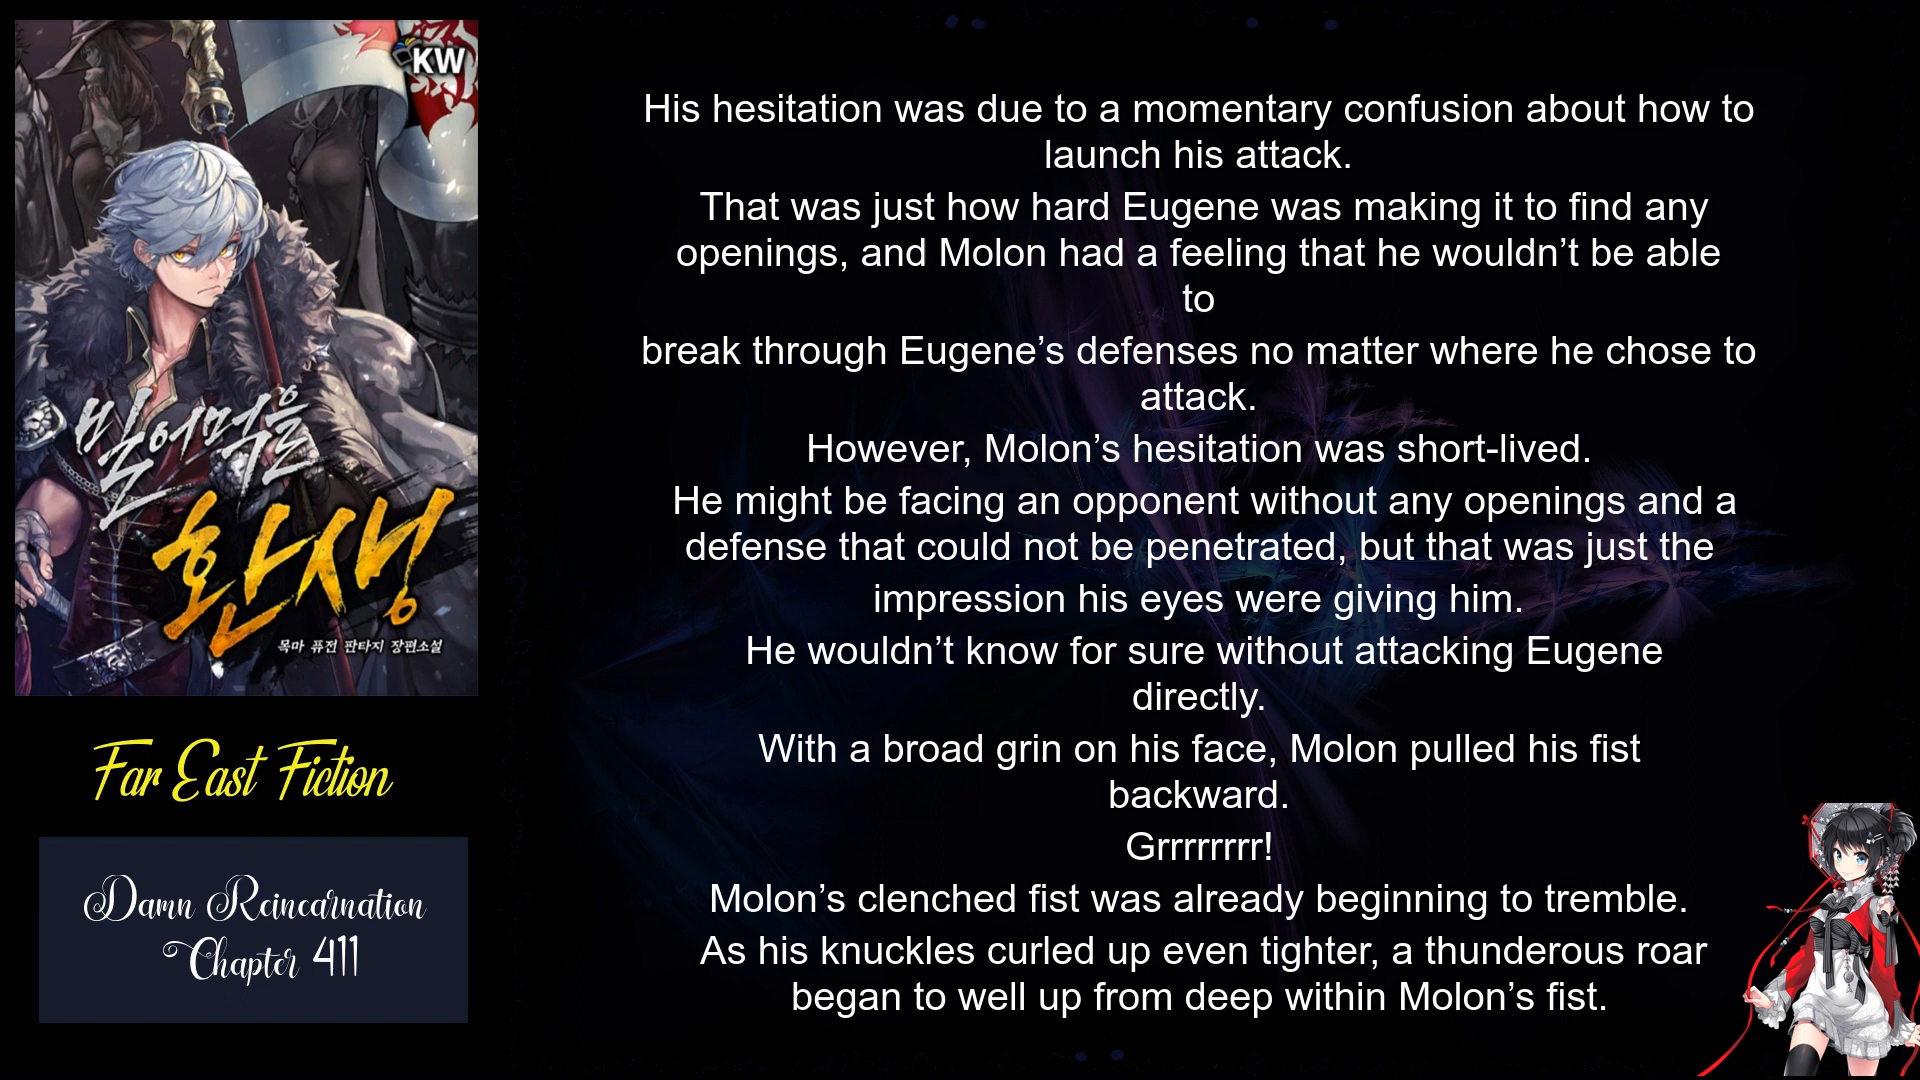 KW
빌어먹을
환생
목마 퓨전 판타지 장편소설
Far East Fiction
Damn Reincarnation
Chapter 411
His hesitation was due to a momentary confusion about how to
launch his attack.
That was just how hard Eugene was making it to find any
openings, and Molon had a feeling that he wouldn’t be able
to
break through Eugene’s defenses no matter where he chose to
attack.
However, Molon’s hesitation was short-lived.
He might be facing an opponent without any openings and a
defense that could not be penetrated, but that was just the
impression his eyes were giving him.
He wouldn’t know for sure without attacking Eugene
directly.
With a broad grin on his face, Molon pulled his fist
backward.
Grrrrrrrr!
Molon’s clenched fist was already beginning to tremble.
As his knuckles curled up even tighter, a thunderous roar
began to well up from deep within Molon’s fist.